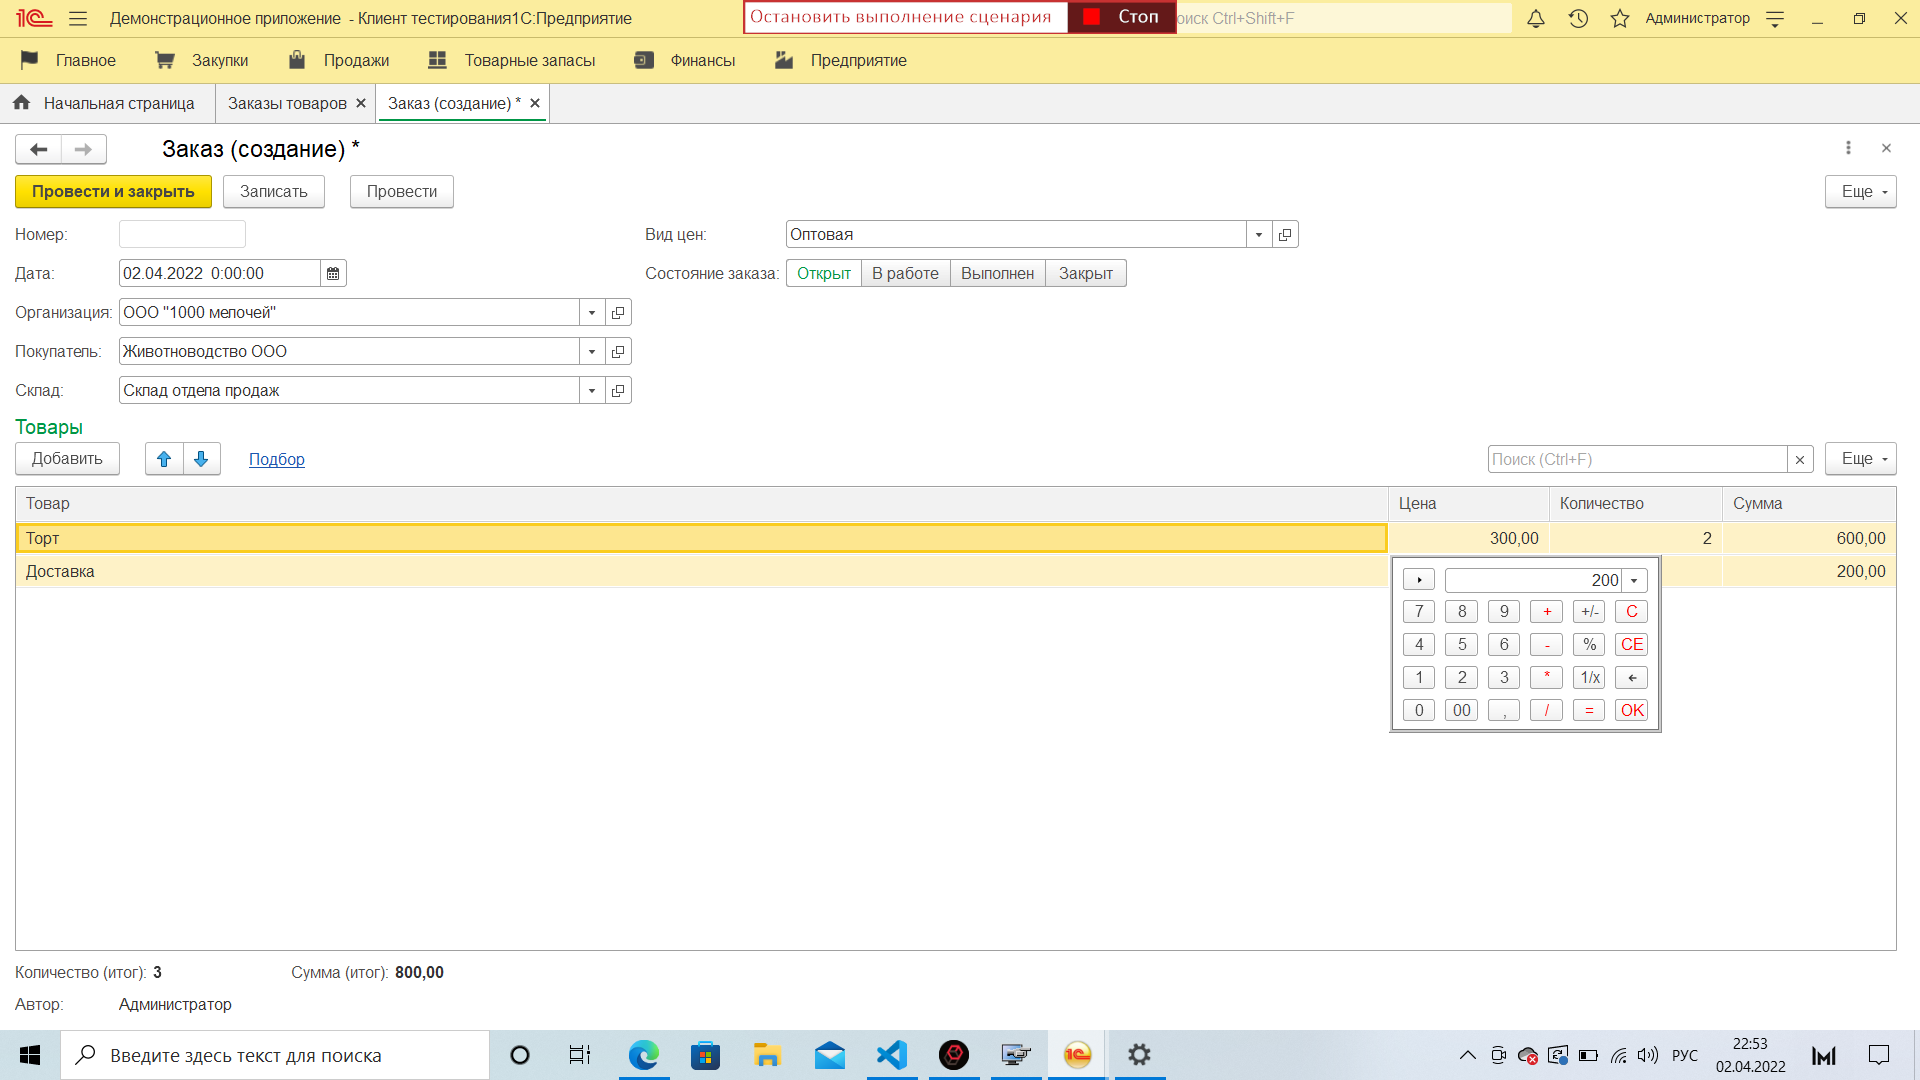 Демонстрационное приложение - Клиент тестирования1С:Предприятие
Остановить выполнение сценария
Стоп
оиск Ctrl+Shift+F
Администратор
Главное
Закупки
Продажи
Товарные запасы
Финансы
Предприятие
Начальная страница
Заказы товаров
Заказ (создание) *
Заказ (создание) *
Провести и закрыть
Записать
Провести
Еще
Номер:
Вид цен:
Оптовая
Дата:
02.04.2022 0:00:00
Состояние заказа:
Открыт
В работе
Выполнен
Закрыт
Организация:
ООО "1000 мелочей"
Покупатель:
Животноводство ООО
Склад:
Склад отдела продаж
Товары
Добавить
Подбор
Поиск (Ctrl+F)
Еще
Товар
Цена
Количество
Сумма
Торт
300,00
2
600,00
Доставка
200,00
200
7 8 9 + +/- C
4 5 6 - % CE
1 2 3 * 1/x
0 00 , / = OK
Количество (итог): 3
Сумма (итог): 800,00
Автор:
Администратор
Введите здесь текст для поиска
РУС
22:53
02.04.2022